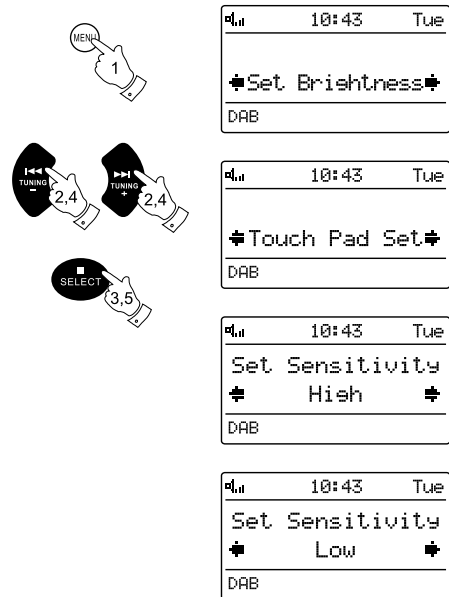 MENU
1
TUNING
–
2,4
TUNING
+
2,4
SELECT
3,5
10:43 Tue
Set Brightness
DAB
10:43 Tue
Touch Pad Set
DAB
10:43 Tue
Set Sensitivity
High
DAB
10:43 Tue
Set Sensitivity
Low
DAB